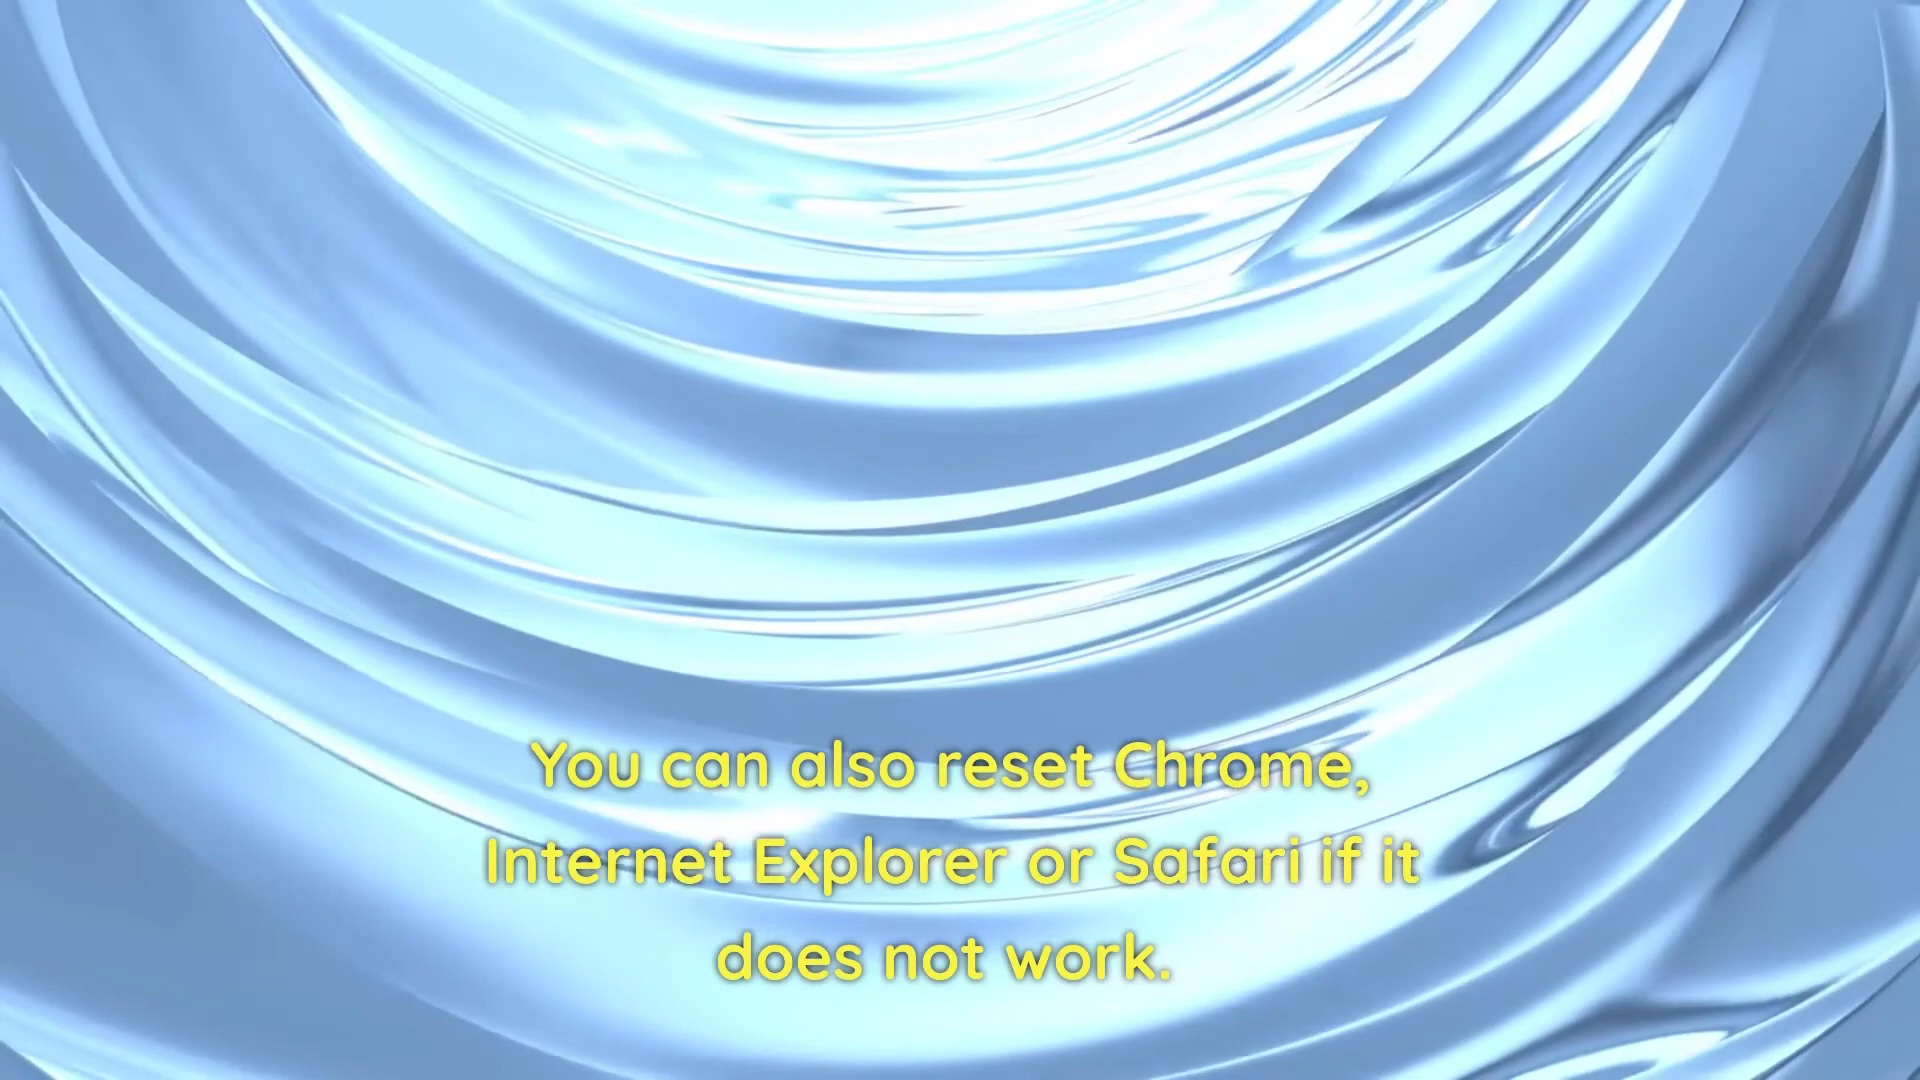 You can also reset Chrome,
Internet Explorer or Safari if it
does not work.